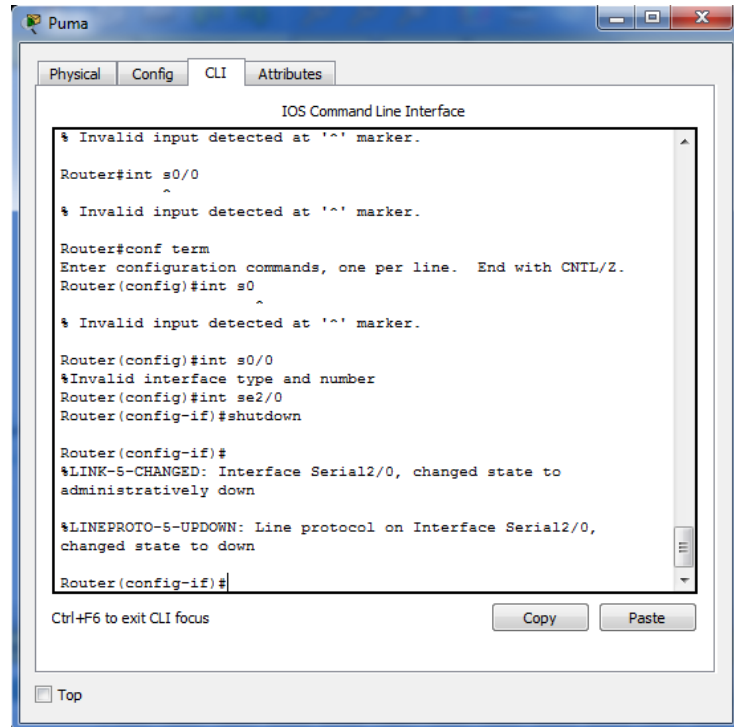 Puma
Physical Config CLI Attributes
IOS Command Line Interface
% Invalid input detected at '^' marker.
Router#int s0/0
^
% Invalid input detected at '^' marker.
Router#conf term
Enter configuration commands, one per line.  End with CNTL/Z.
Router(config)#int s0
^
% Invalid input detected at '^' marker.
Router(config)#int s0/0
%Invalid interface type and number
Router(config)#int se2/0
Router(config-if)#shutdown
Router(config-if)#
%LINK-5-CHANGED: Interface Serial2/0, changed state to
administratively down
%LINEPROTO-5-UPDOWN: Line protocol on Interface Serial2/0,
changed state to down
Router(config-if)#
Ctrl+F6 to exit CLI focus
Copy Paste
Top